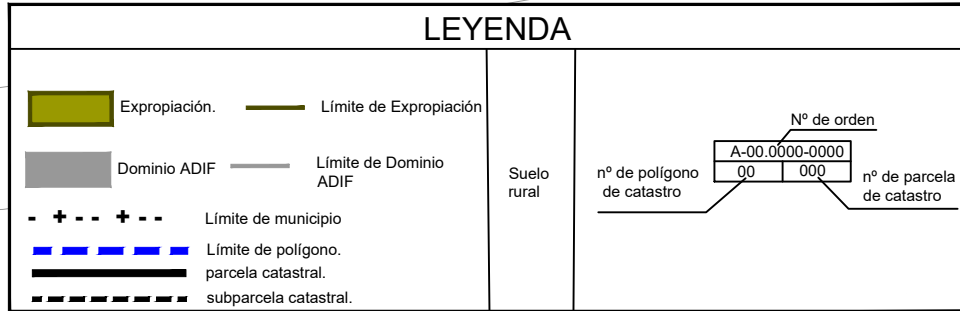 LEYENDA
Expropiación.
Límite de Expropiación
Dominio ADIF
Límite de Dominio
ADIF
Límite de municipio
Límite de polígono.
parcela catastral.
subparcela catastral.
Suelo
rural
Nº de orden
A-00.0000-0000
00 000
nº de polígono
de catastro
nº de parcela
de catastro